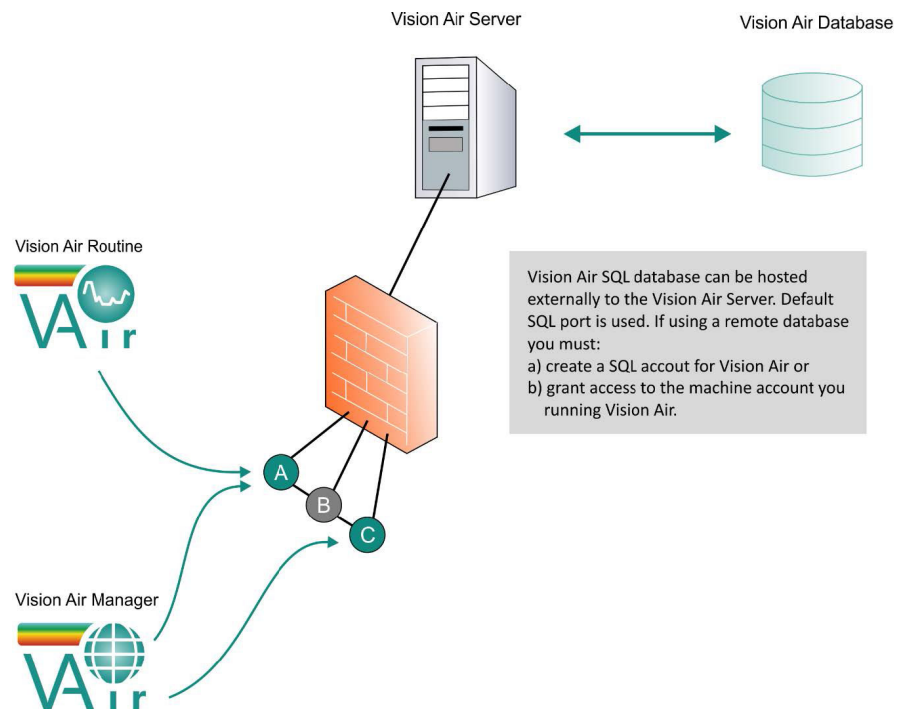 Vision Air Server
Vision Air Database
Vision Air Routine
VAir
Vision Air SQL database can be hosted
externally to the Vision Air Server. Default
SQL port is used. If using a remote database
you must:
a) create a SQL accout for Vision Air or
b) grant access to the machine account you
running Vision Air.
A
B
C
Vision Air Manager
VAir